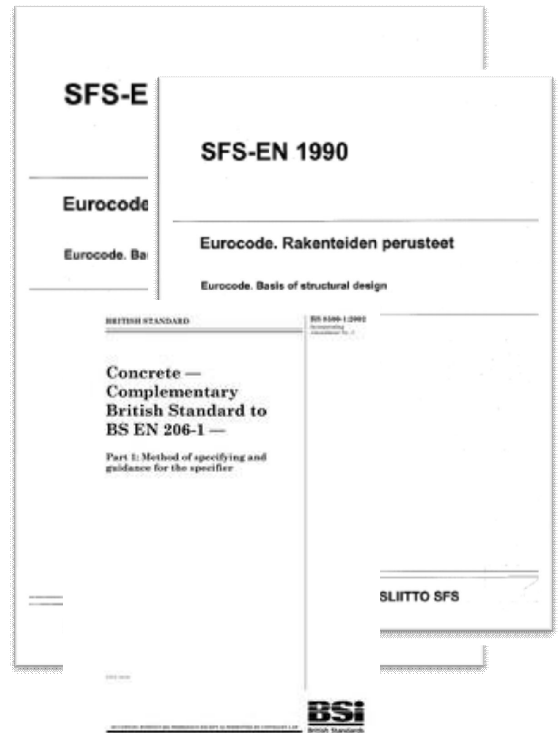 SFS-E
Eurocode
Eurocode. Ba
SFS-EN 1990
Eurocode. Rakenteiden perusteet
Eurocode. Basis of structural design
SLIITTO SFS
BRITISH STANDARD
BS 8500-1:2002
Concrete —
Complementary
British Standard to
BS EN 206-1 —
Part 1: Method of specifying and
guidance for the specifier
BSi
British Standards